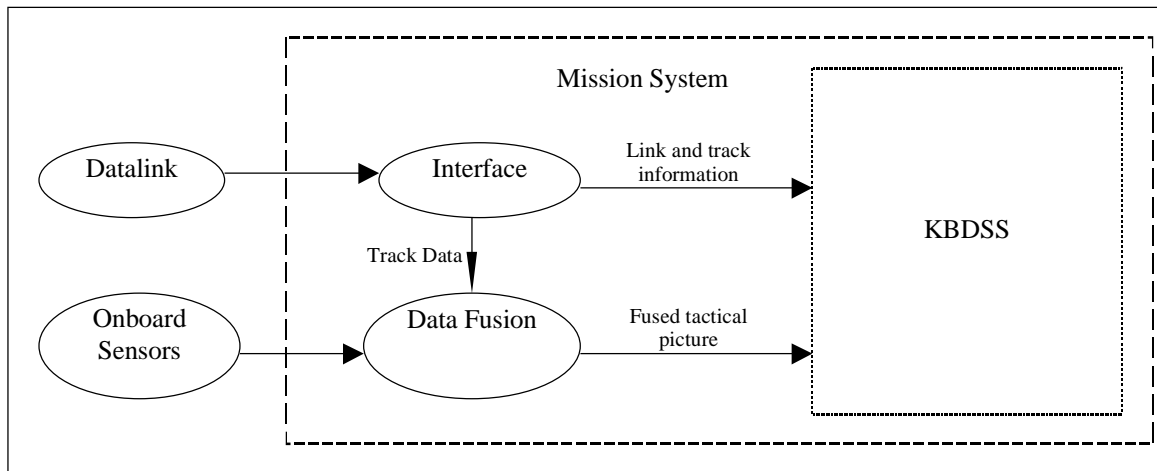 Mission System
Datalink
Interface
Link and track
information
KBDSS
Track Data
Onboard
Sensors
Data Fusion
Fused tactical
picture